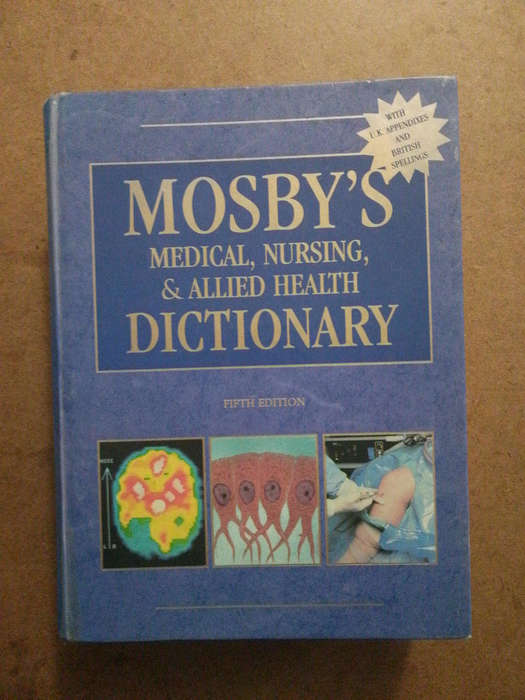 WITH
U.K. APPENDIXES
AND
BRITISH
SPELLINGS
MOSBY'S
MEDICAL, NURSING,
& ALLIED HEALTH
DICTIONARY
FIFTH EDITION